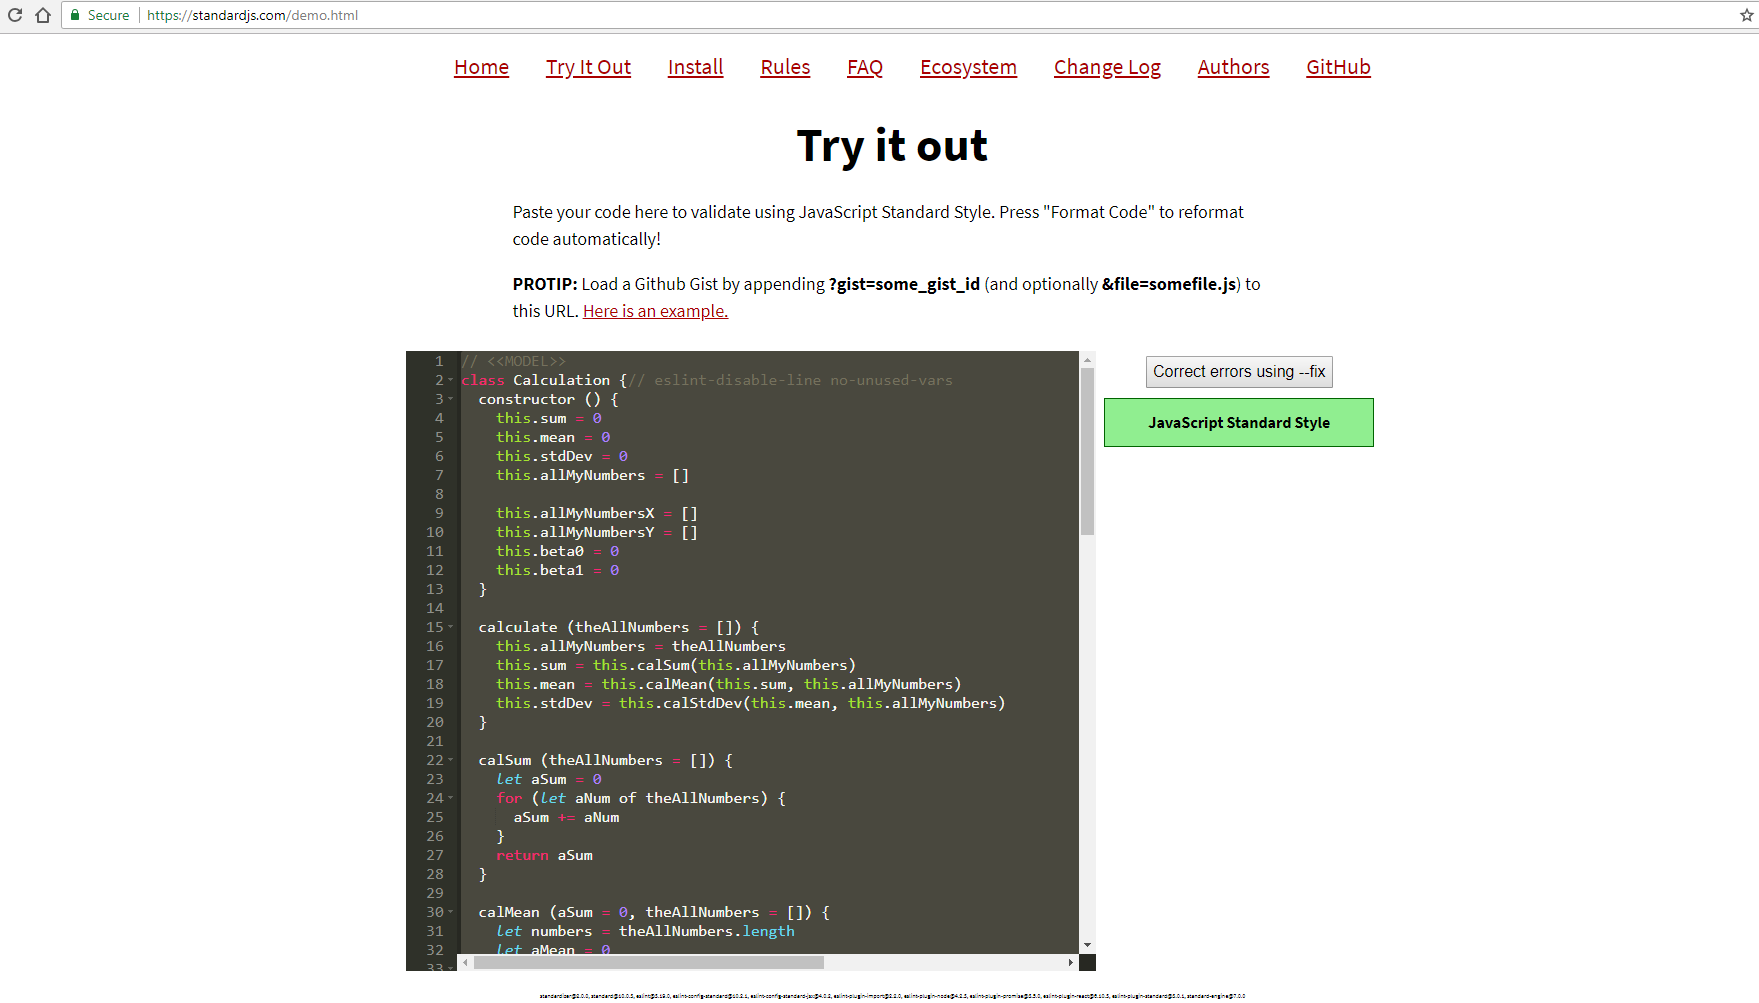 Secure https://standardjs.com/demo.html
Home Try It Out Install Rules FAQ Ecosystem Change Log Authors GitHub
Try it out
Paste your code here to validate using JavaScript Standard Style. Press "Format Code" to reformat
code automatically!
PROTIP: Load a Github Gist by appending ?gist=some_gist_id (and optionally &file=somefile.js) to
this URL. Here is an example.
1 // <<MODEL>>
2 class Calculation {// eslint-disable-line no-unused-vars
3 constructor () {
4 this.sum = 0
5 this.mean = 0
6 this.stdDev = 0
7 this.allMyNumbers = []
8
9 this.allMyNumbersX = []
10 this.allMyNumbersY = []
11 this.beta0 = 0
12 this.beta1 = 0
13 }
14
15 calculate (theAllNumbers = []) {
16 this.allMyNumbers = theAllNumbers
17 this.sum = this.calSum(this.allMyNumbers)
18 this.mean = this.calMean(this.sum, this.allMyNumbers)
19 this.stdDev = this.calStdDev(this.mean, this.allMyNumbers)
20 }
21
22 calSum (theAllNumbers = []) {
23 let aSum = 0
24 for (let aNum of theAllNumbers) {
25 aSum += aNum
26 }
27 return aSum
28 }
29
30 calMean (aSum = 0, theAllNumbers = []) {
31 let numbers = theAllNumbers.length
32 let aMean = 0
33
Correct errors using --fix
JavaScript Standard Style